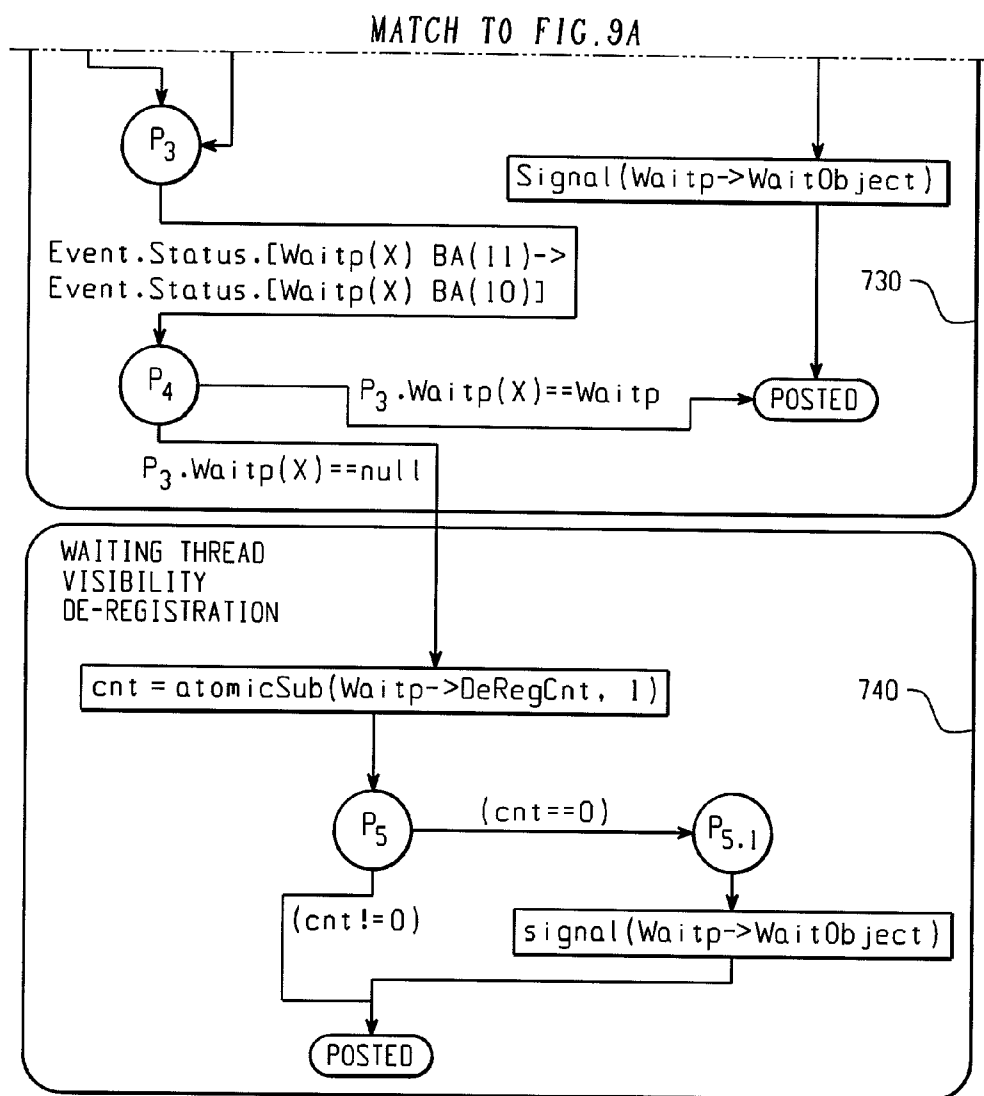 MATCH TO FIG.9A
P3
Signal(Waitp->WaitObject)
Event.Status.[Waitp(X) BA(11)->
Event.Status.[Waitp(X) BA(10)]
730
P4
P3.Waitp(X)==Waitp
POSTED
P3.Waitp(X)==null
WAITING THREAD
VISIBILITY
DE-REGISTRATION
cnt=atomicSub(Waitp->DeRegCnt, 1)
740
P5
(cnt==0)
P5.1
(cnt!=0)
signal(Waitp->WaitObject)
POSTED